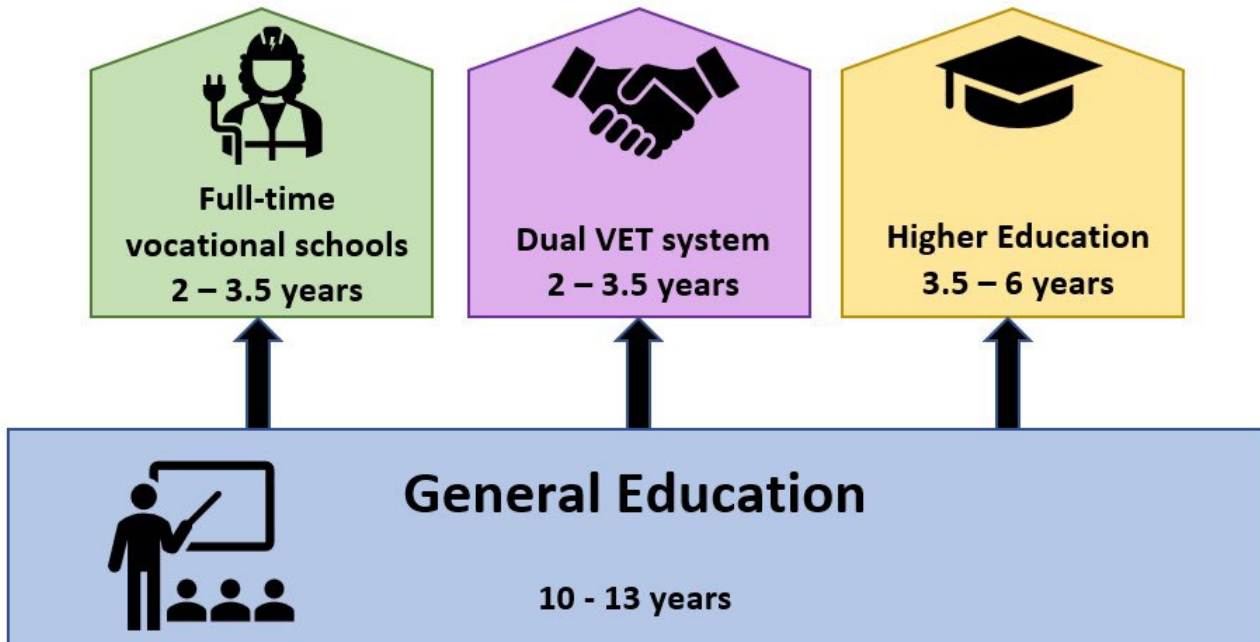 Full-time
vocational schools
2 – 3.5 years
Dual VET system
2 – 3.5 years
Higher Education
3.5 – 6 years
General Education
10 - 13 years